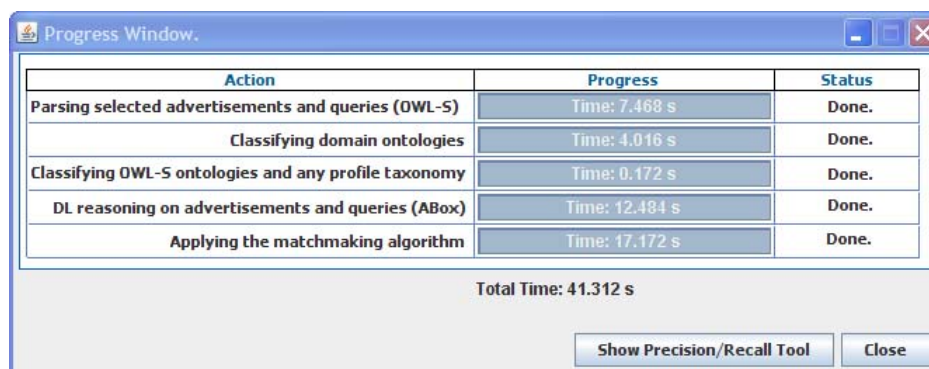 Progress Window.
Action Progress Status
Parsing selected advertisements and queries (OWL-S) Time: 7.468 s Done.
Classifying domain ontologies Time: 4.016 s Done.
Classifying OWL-S ontologies and any profile taxonomy Time: 0.172 s Done.
DL reasoning on advertisements and queries (ABox) Time: 12.484 s Done.
Applying the matchmaking algorithm Time: 17.172 s Done.
Total Time: 41.312 s
Show Precision/Recall Tool Close